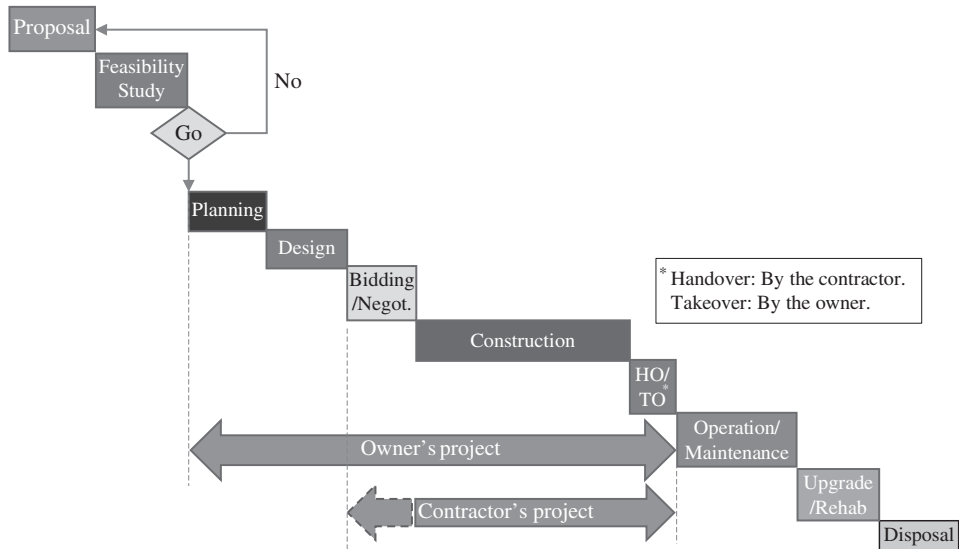 Proposal
Feasibility
Study
No
Go
Planning
Design
Bidding
/Negot.
* Handover: By the contractor.
Takeover: By the owner.
Construction
HO/
TO*
Owner's project
Operation/
Maintenance
Contractor's project
Upgrade
/Rehab
Disposal